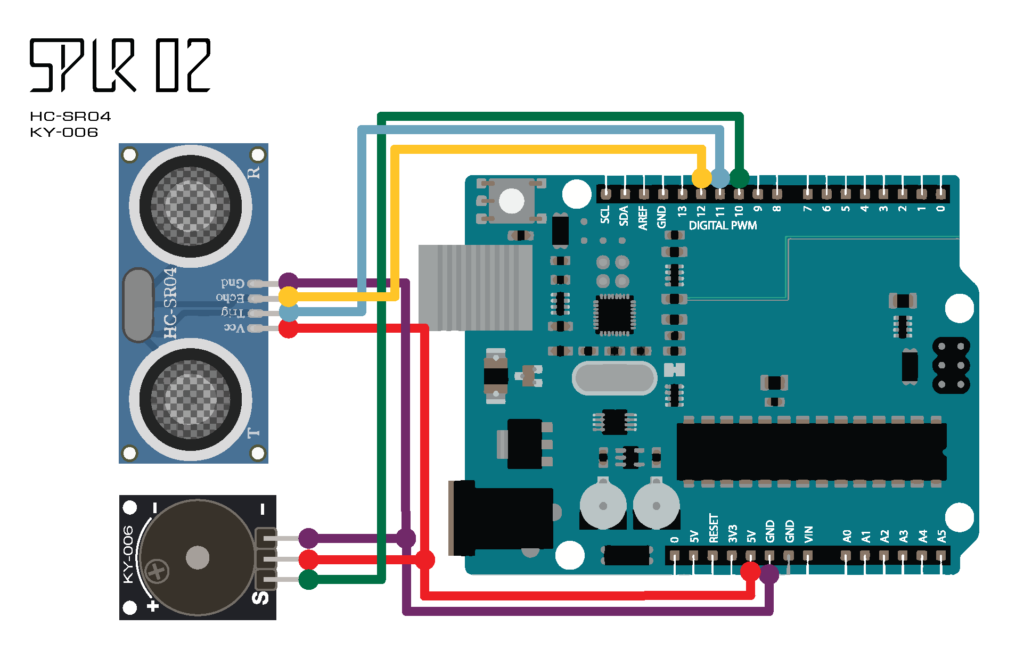 SPLR 02
HC-SR04
KY-006
R
HC-SR04
Gnd
Echo
Trig
Vcc
T
SCL
SDA
AREF
GND
13
12
11
10
9
8
7
6
5
4
3
2
1
0
DIGITAL PWM
KY-006
-
-
+
S
0
5V
RESET
3V3
5V
GND
GND
VIN
A0
A1
A2
A3
A4
A5